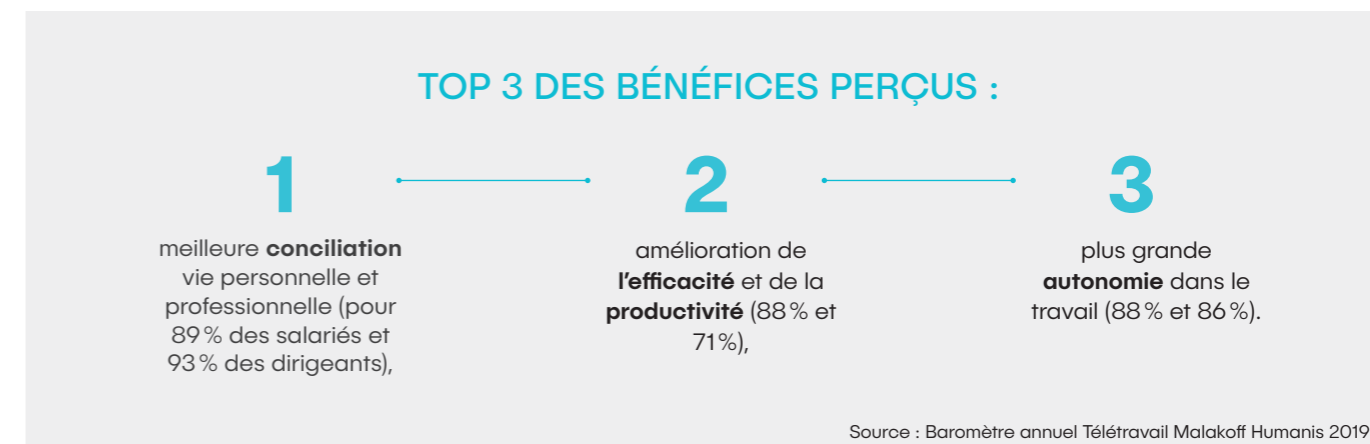 TOP 3 DES BÉNÉFICES PERÇUS :
1
meilleure conciliation
vie personnelle et
professionnelle (pour
89 % des salariés et
93 % des dirigeants),
2
amélioration de
l’efficacité et de la
productivité (88 % et
71 %),
3
plus grande
autonomie dans le
travail (88 % et 86 %).
Source : Baromètre annuel Télétravail Malakoff Humanis 2019